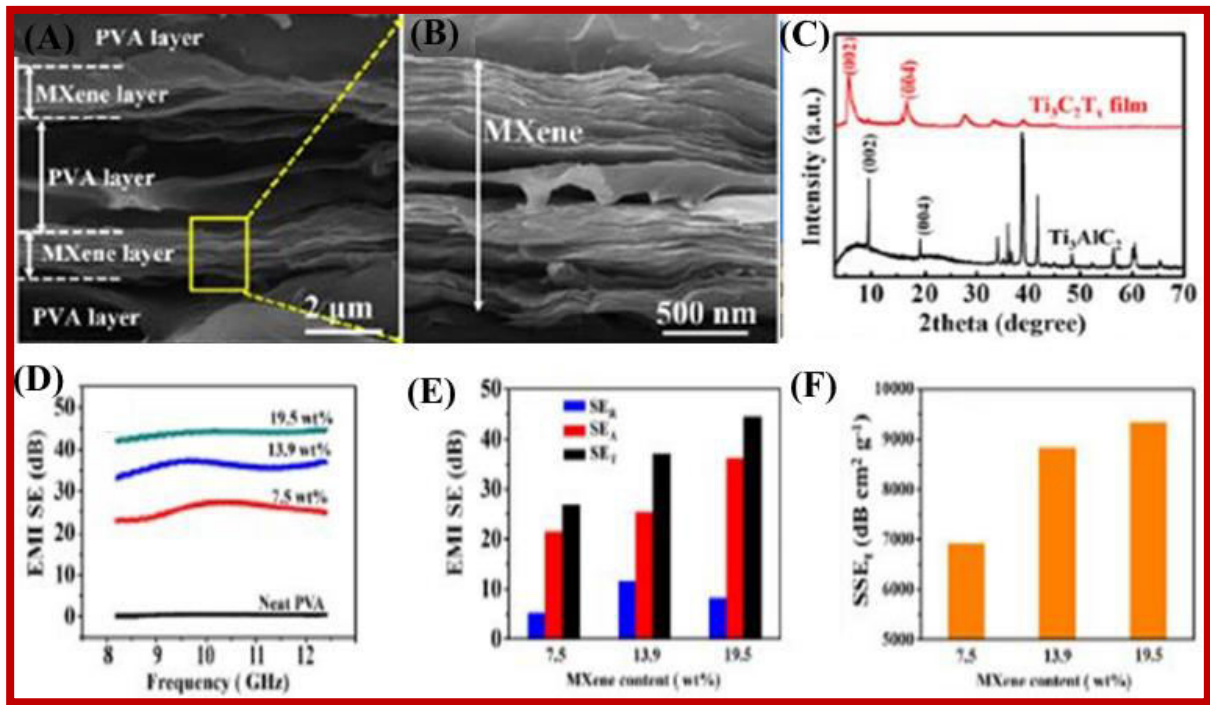 (A)
PVA layer
MXene layer
PVA layer
MXene layer
PVA layer
2 μm
(B)
MXene
500 nm
(C)
Intensity (a.u.)
(002)
(004)
Ti₃C₂Tₓ film
(002)
(004)
Ti₃AlC₂
10 20 30 40 50 60 70
2theta (degree)
(D)
EMI SE (dB)
50
40
30
20
10
0
19.5 wt%
13.9 wt%
7.5 wt%
Neat PVA
8 9 10 11 12
Frequency ( GHz)
(E)
EMI SE (dB)
50
40
30
20
10
0
SE_R
SE_A
SE_T
7.5 13.9 19.5
MXene content ( wt%)
(F)
SSE_t (dB cm² g⁻¹)
10000
9000
8000
7000
6000
5000
7.5 13.9 19.5
MXene content ( wt%)